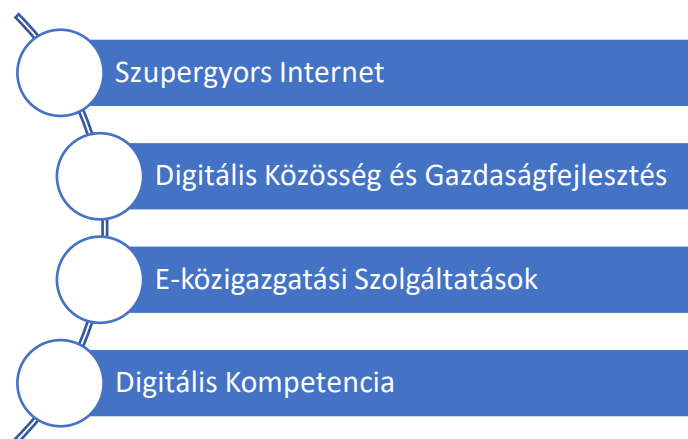 Szupergyors Internet
Digitális Közösség és Gazdaságfejlesztés
E-közigazgatási Szolgáltatások
Digitális Kompetencia